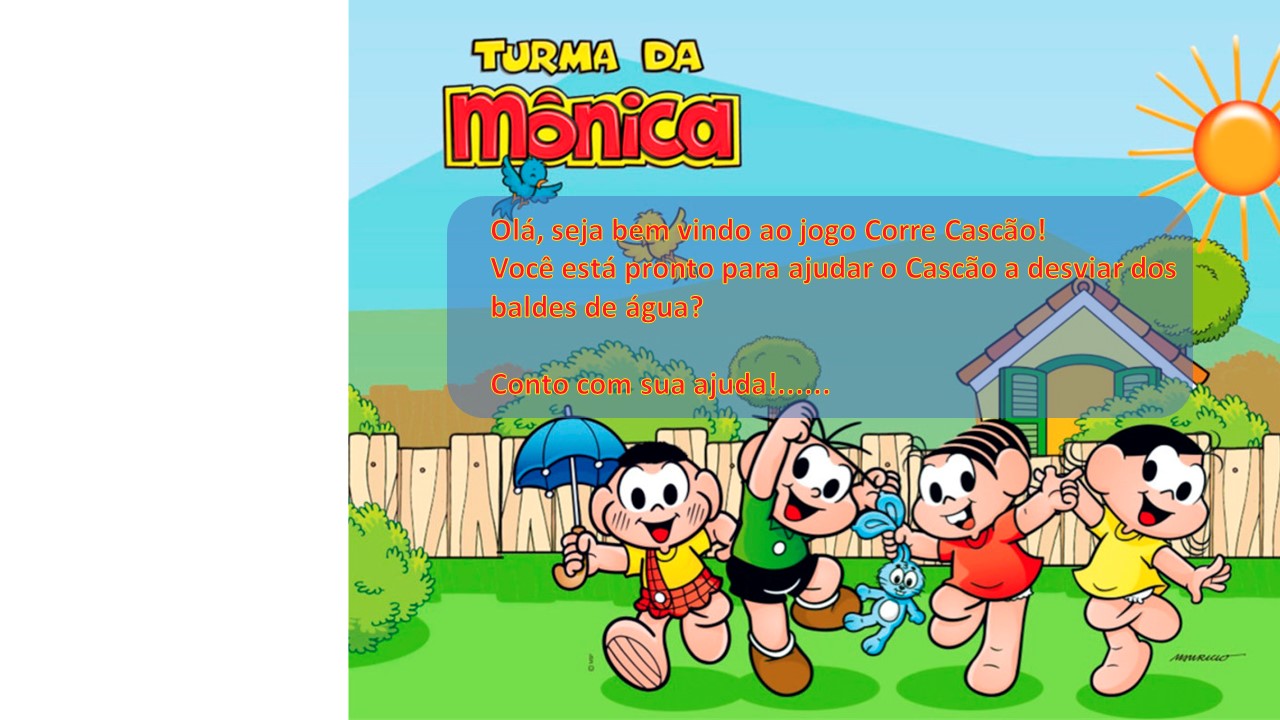 TURMA DA
mônica
Olá, seja bem vindo ao jogo Corre Cascão!
Você está pronto para ajudar o Cascão a desviar dos
baldes de água?
Conto com sua ajuda!......
MAURICIO